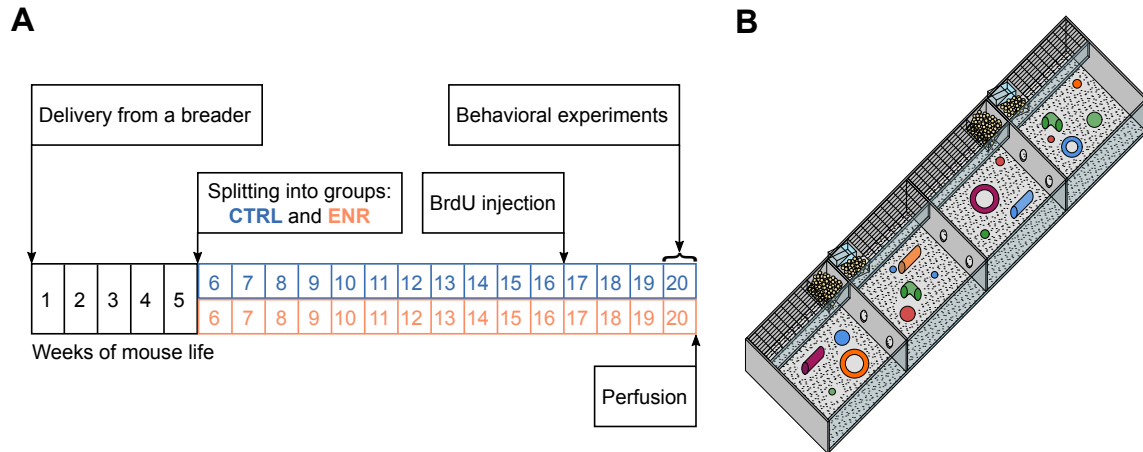 A
B
Delivery from a breader
Behavioral experiments
Splitting into groups:
CTRL and ENR
BrdU injection
1 2 3 4 5
6 7 8 9 10 11 12 13 14 15 16 17 18 19 20
6 7 8 9 10 11 12 13 14 15 16 17 18 19 20
Weeks of mouse life
Perfusion